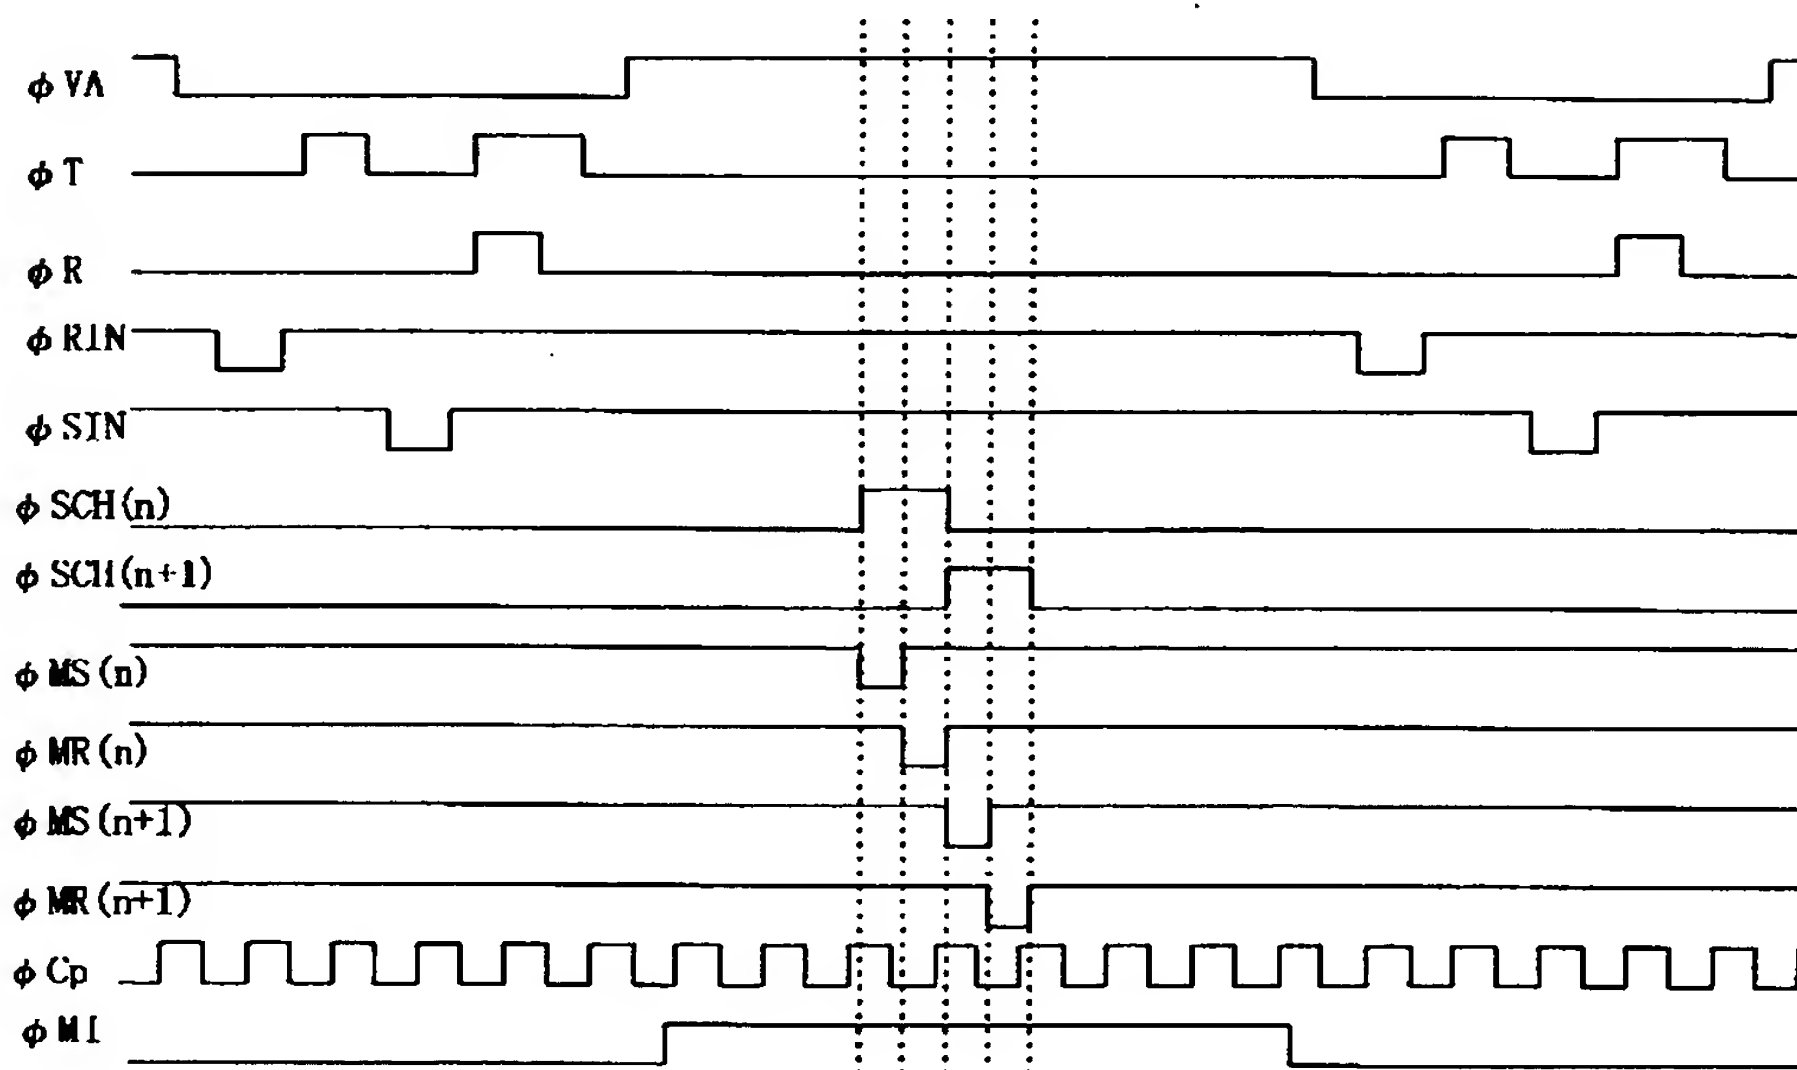 ϕ VA
ϕ T
ϕ R
ϕ RIN
ϕ SIN
ϕ SCH(n)
ϕ SCH(n+1)
ϕ MS(n)
ϕ MR(n)
ϕ MS(n+1)
ϕ MR(n+1)
ϕ Cp
ϕ MI